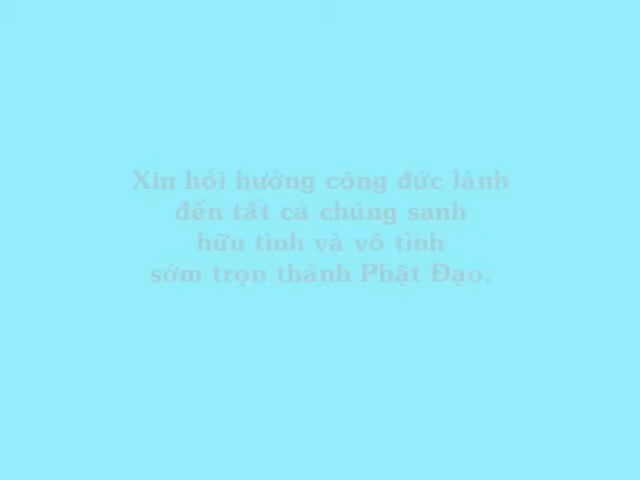 Xin hồi hướng công đức lành
đến tất cả chúng sanh
hữu tình và vô tình
sớm trọn thành Phật Đạo.